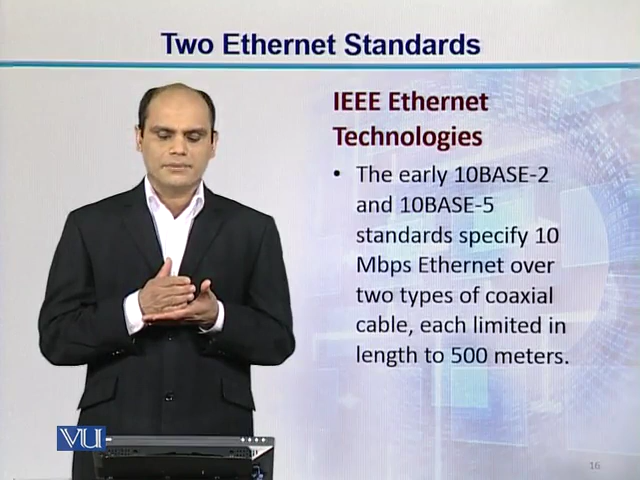 Two Ethernet Standards
IEEE Ethernet
Technologies
• The early 10BASE-2
and 10BASE-5
standards specify 10
Mbps Ethernet over
two types of coaxial
cable, each limited in
length to 500 meters.
VU
16